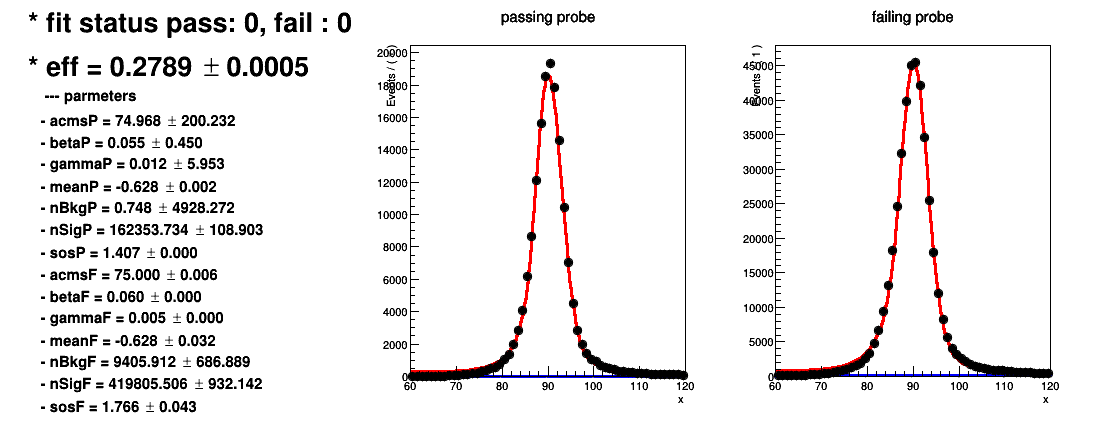 * fit status pass: 0, fail : 0
* eff = 0.2789 ± 0.0005
--- parmeters
- acmsP = 74.968 ± 200.232
- betaP = 0.055 ± 0.450
- gammaP = 0.012 ± 5.953
- meanP = -0.628 ± 0.002
- nBkgP = 0.748 ± 4928.272
- nSigP = 162353.734 ± 108.903
- sosP = 1.407 ± 0.000
- acmsF = 75.000 ± 0.006
- betaF = 0.060 ± 0.000
- gammaF = 0.005 ± 0.000
- meanF = -0.628 ± 0.032
- nBkgF = 9405.912 ± 686.889
- nSigF = 419805.506 ± 932.142
- sosF = 1.766 ± 0.043
passing probe
Events / (
20000
18000
16000
14000
12000
10000
8000
6000
4000
2000
0
60 70 80 90 100 110 120
x
failing probe
Events / ( 1 )
45000
40000
35000
30000
25000
20000
15000
10000
5000
0
60 70 80 90 100 110 120
x